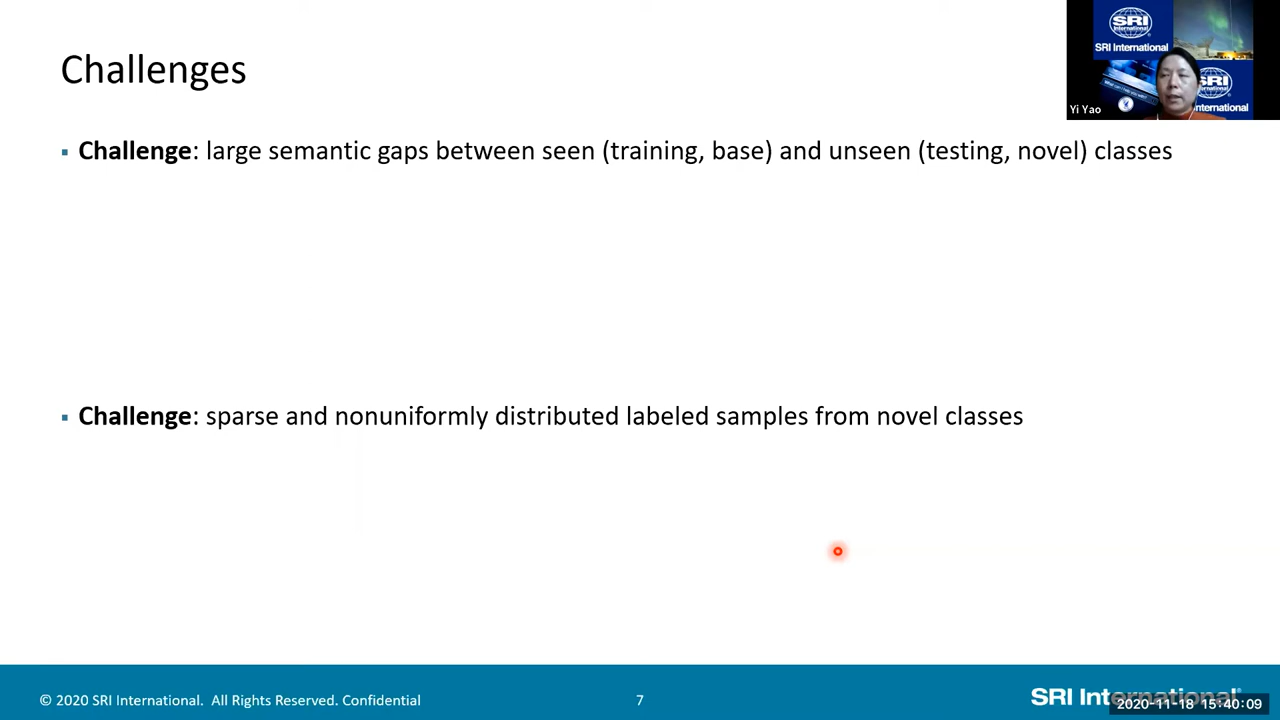 Challenges
SRI International
International
Yi Yao
▪ Challenge: large semantic gaps between seen (training, base) and unseen (testing, novel) classes
▪ Challenge: sparse and nonuniformly distributed labeled samples from novel classes
© 2020 SRI International. All Rights Reserved. Confidential
7
SRI International
2020-11-18 15:40:09